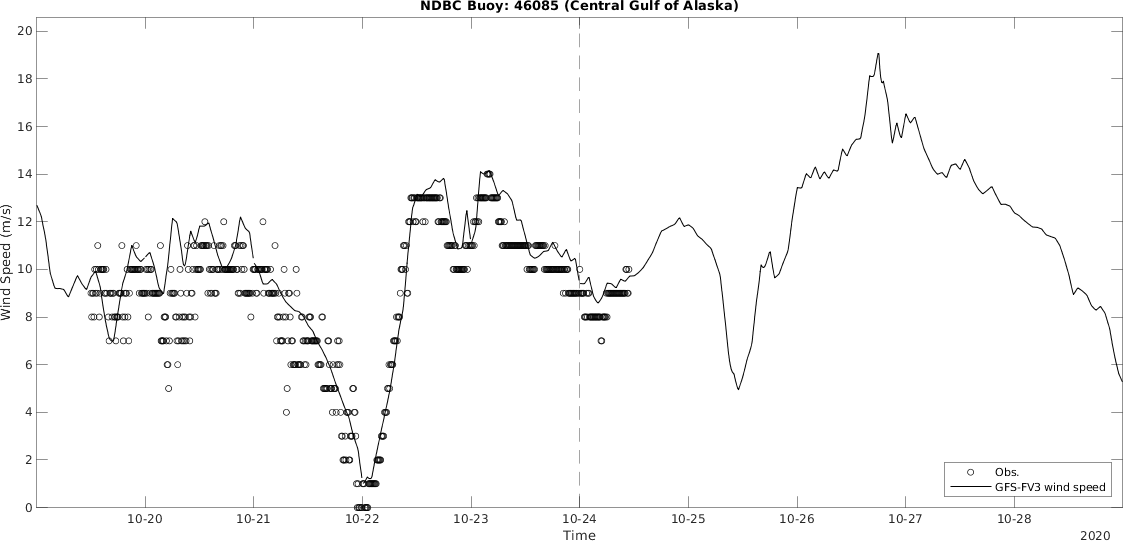 NDBC Buoy: 46085 (Central Gulf of Alaska)
20
18
16
14
12
10
8
6
4
2
0
Wind Speed (m/s)
Obs.
GFS-FV3 wind speed
10-20 10-21 10-22 10-23 10-24 10-25 10-26 10-27 10-28
Time
2020